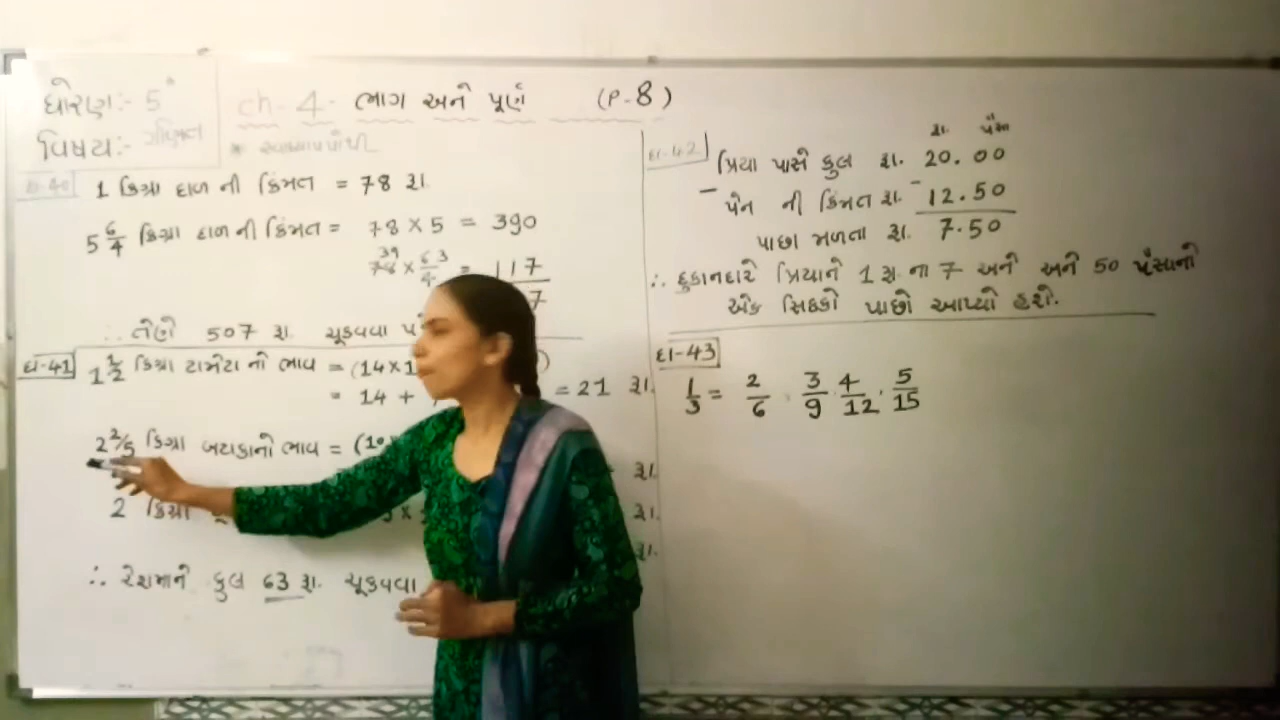 ધોરણ:- 5
વિષય:- ગણિત
ch- 4- ભાગ અને પૂર્ણ (P-8)
* સ્વાધ્યાયપોથી
દા-40
1 કિગ્રા દાળ ની કિંમત = 78 રૂા.
5 6/4 કિગ્રા દાળ ની કિંમત = 78 × 5 = 390
39
78 × 63/4 = 117
7
∴ તેણે 507 રૂા. ચૂકવવા
દા-41
1 1/2 કિગ્રા ટામેટા નો ભાવ = (14×1
= 14 + = 21 રૂા.
2 2/5 કિગ્રા બટાકાનો ભાવ = (10
રૂા.
2 કિગ્રા રૂા.
રૂા.
∴ રેશમાને કુલ 63 રૂા. ચૂકવવા
દા-42
રૂા. પૈસા
પ્રિયા પાસે કુલ રૂા. 20.00
- પેન ની કિંમત રૂા. - 12.50
પાછા મળતા રૂા. 7.50
∴ દુકાનદારે પ્રિયાને 1 રૂા. ના 7 અને અને 50 પૈસાનો
એક સિક્કો પાછો આપ્યો હશે.
દા-43
1/3 = 2/6 . 3/9 . 4/12 . 5/15